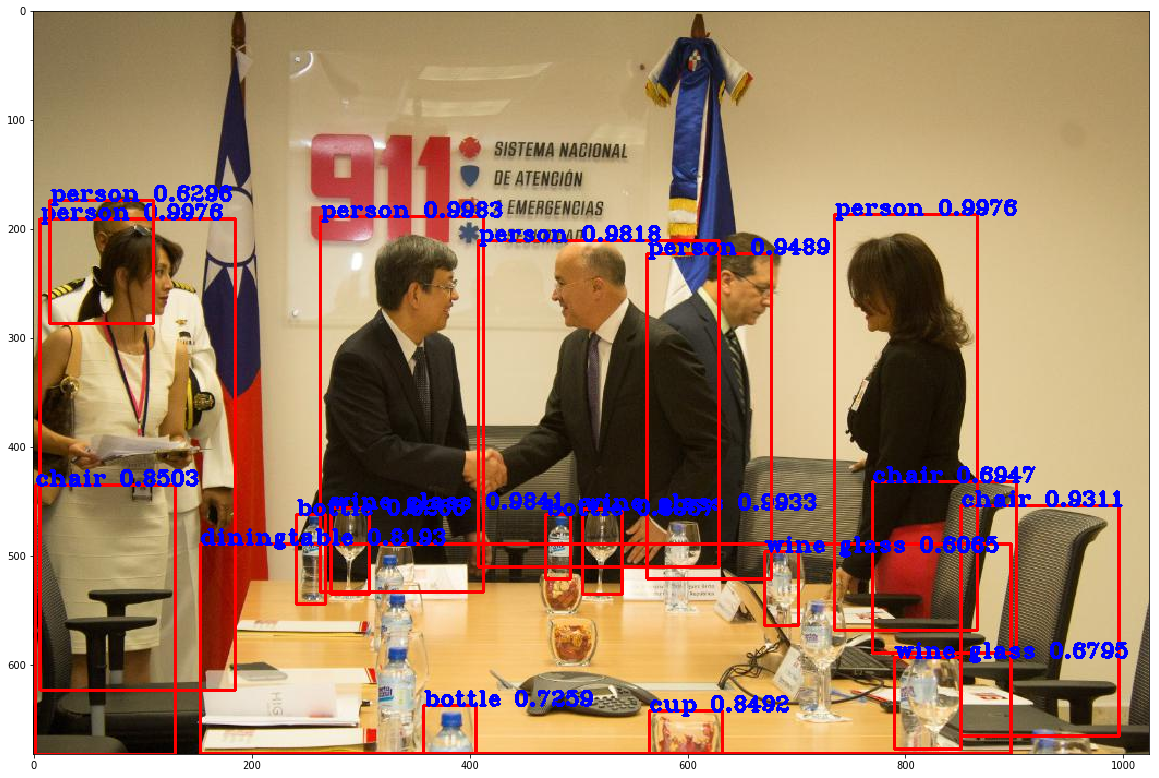 0
100
911
SISTEMA NACIONAL
DE ATENCIÓN
EMERGENCIAS
person 0.6296
person 0.9976
person 0.9983
person 0.9818
person 0.9489
person 0.9976
200
300
400
chair 0.8503
chair 0.6947
chair 0.9311
wine glass 0.9841
wine glass 0.9933
bottle
bottle
diningtable 0.8193
wine glass 0.6065
500
600
wine glass 0.6795
HIG
bottle 0.7259
cup 0.8492
0 200 400 600 800 1000